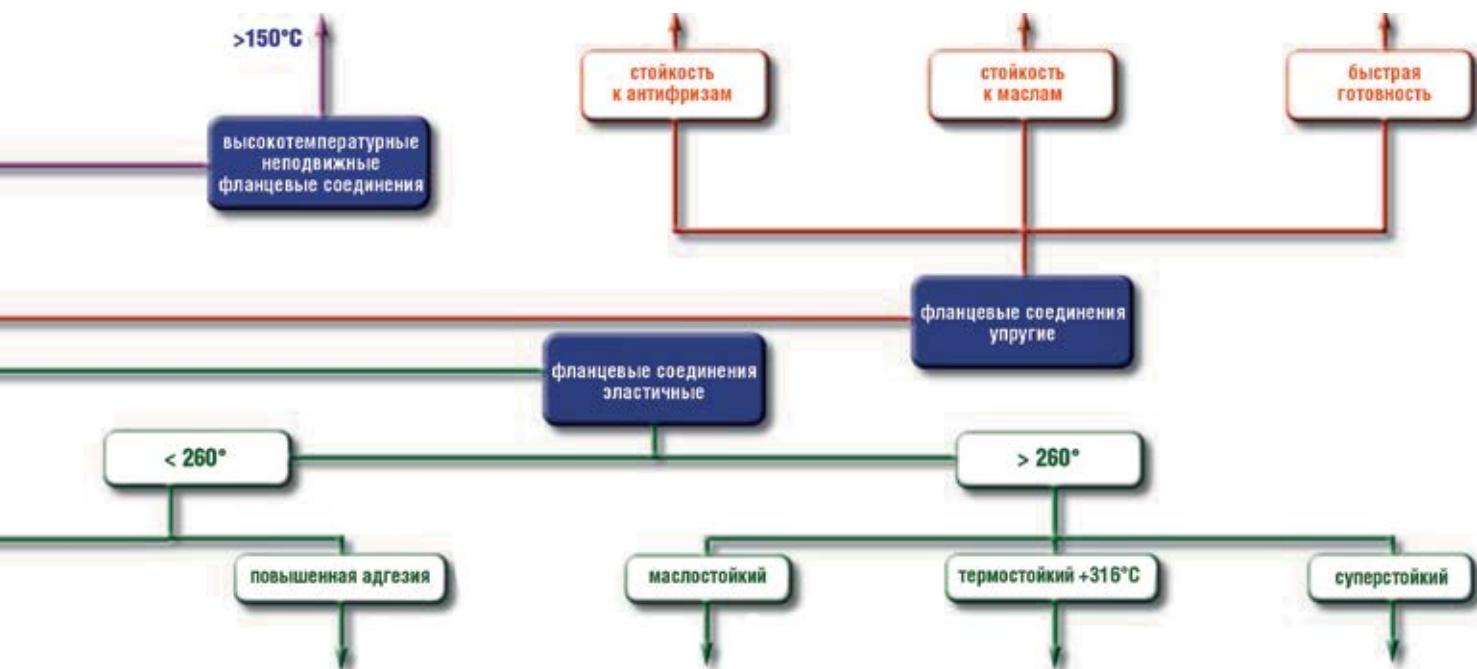 >150°C
стойкость
к антифризам
стойкость
к маслам
быстрая
готовность
высокотемпературные
неподвижные
фланцевые соединения
фланцевые соединения
упругие
фланцевые соединения
эластичные
< 260°
> 260°
повышенная адгезия
маслостойкий
термостойкий +316°C
суперстойкий